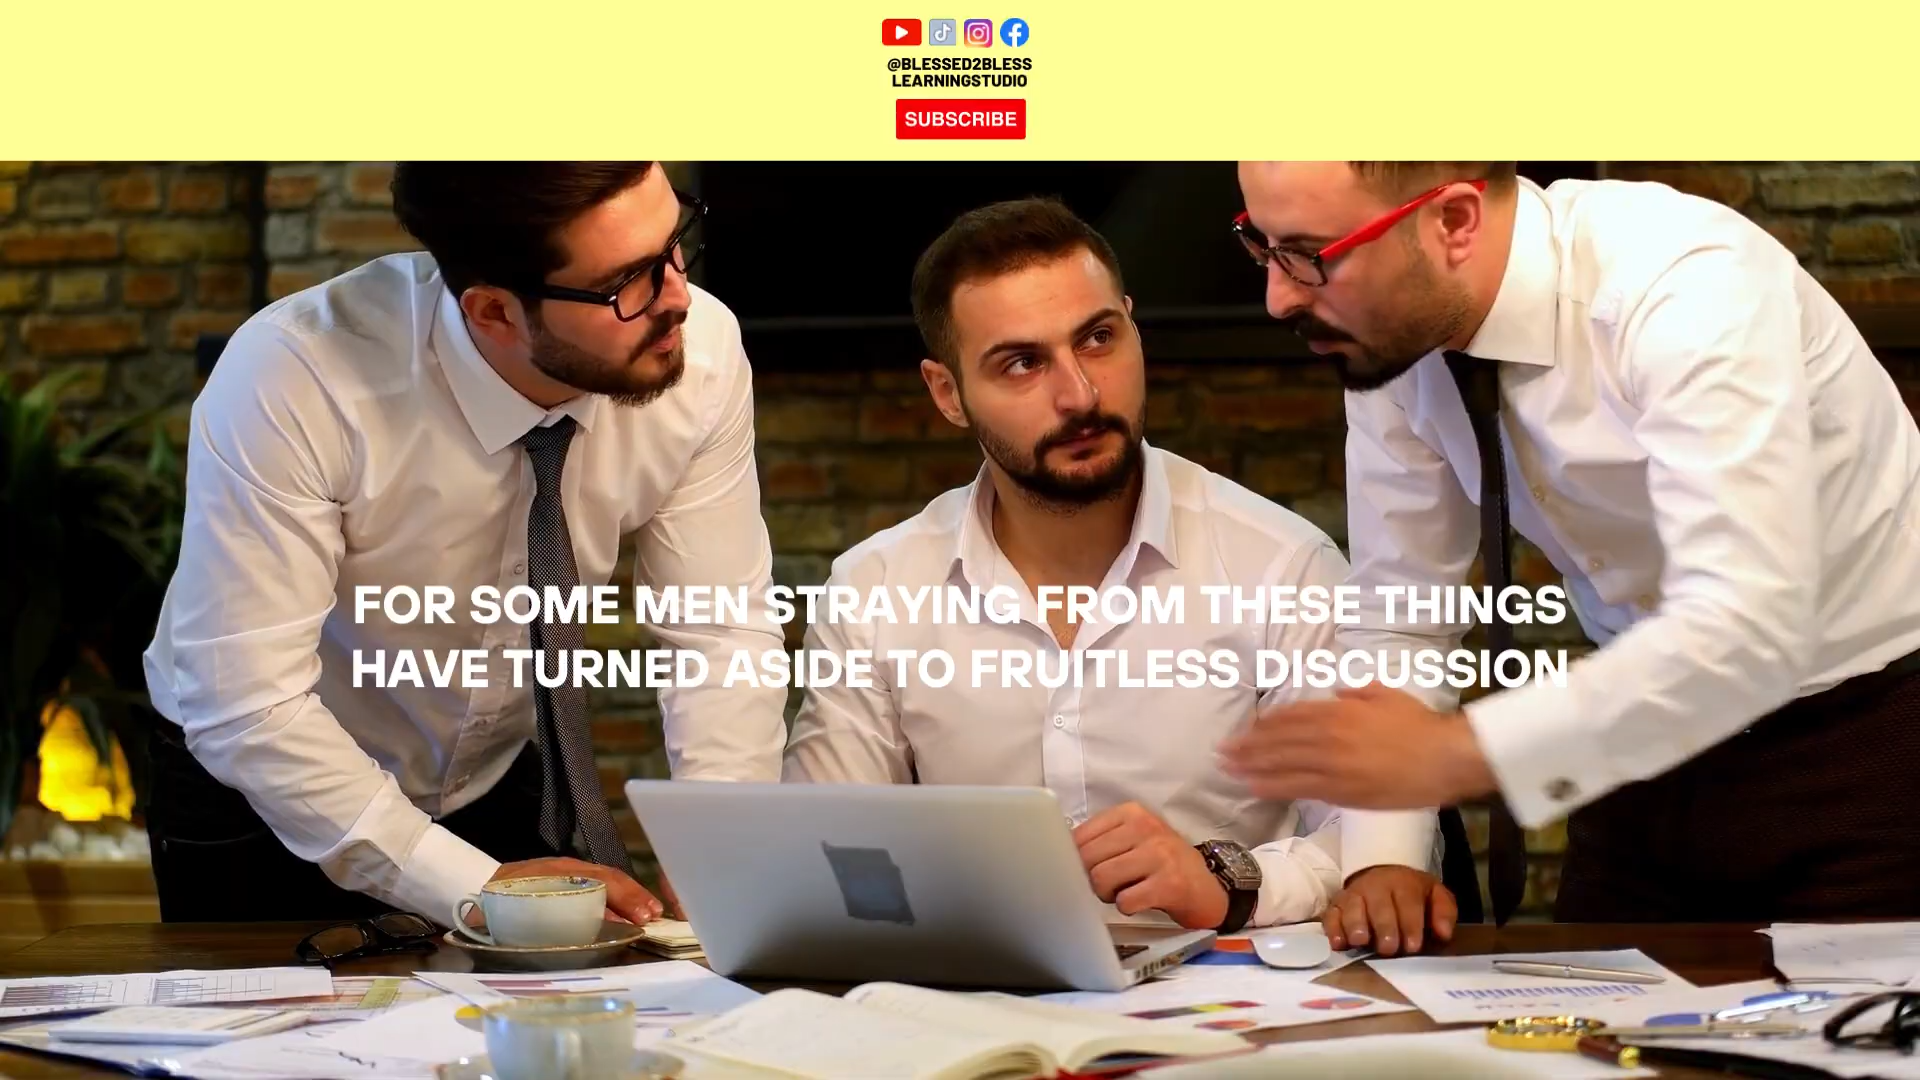 @BLESSED2BLESS
LEARNINGSTUDIO
SUBSCRIBE
FOR SOME MEN STRAYING FROM THESE THINGS
HAVE TURNED ASIDE TO FRUITLESS DISCUSSION